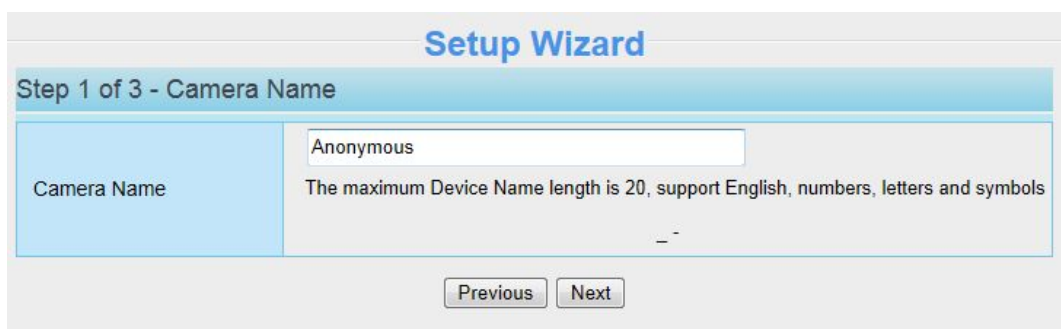 Setup Wizard
Step 1 of 3 - Camera Name
Anonymous
Camera Name
The maximum Device Name length is 20, support English, numbers, letters and symbols
_ -
Previous Next